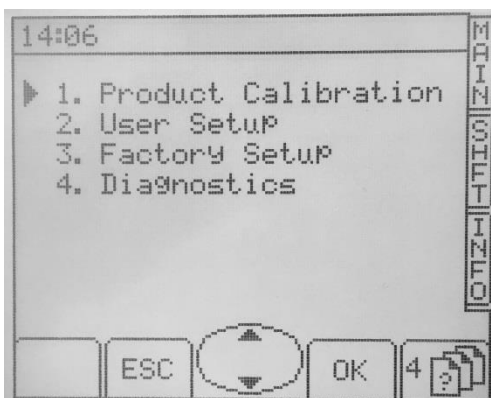 14:06
1. Product Calibration
2. User Setup
3. Factory Setup
4. Diagnostics
MAIN
SHFT
INFO
ESC
OK
4
?